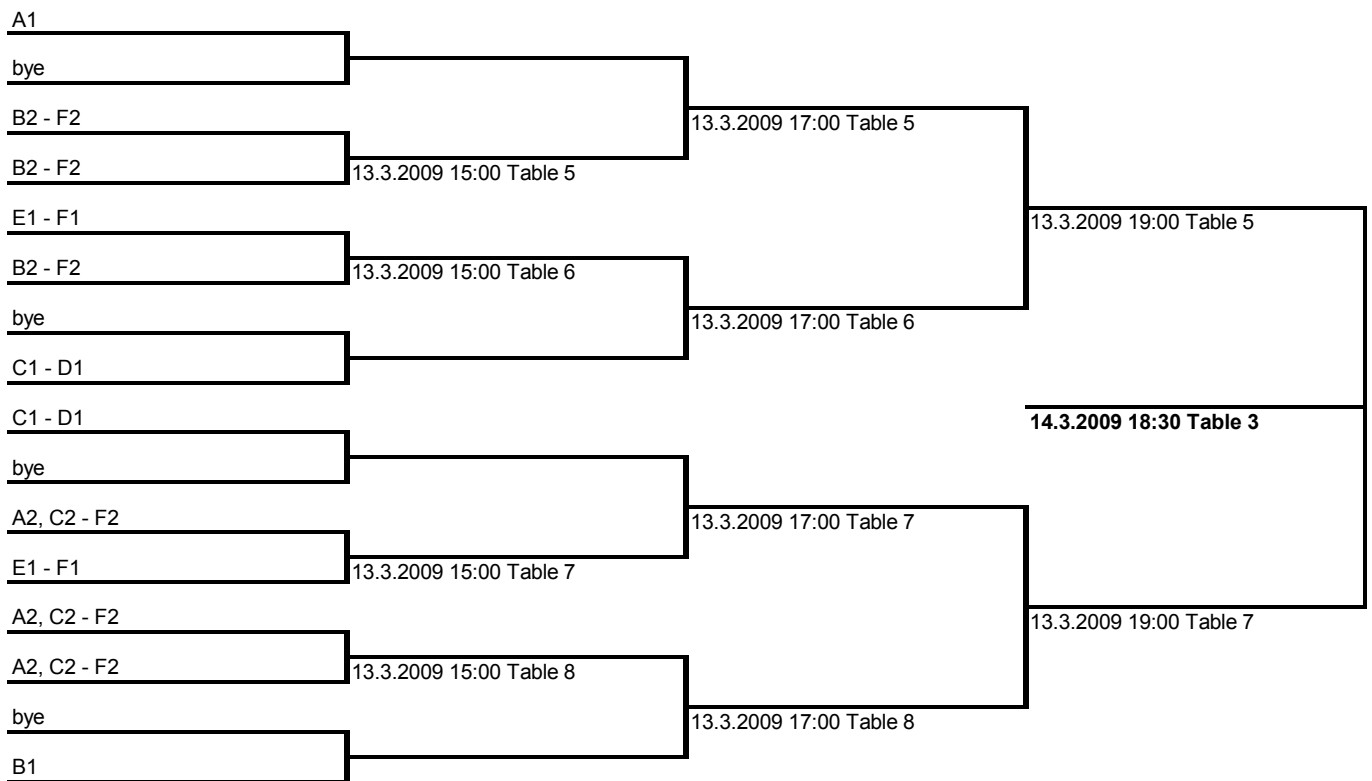 A1
bye
B2 - F2
13.3.2009 17:00 Table 5
B2 - F2
13.3.2009 15:00 Table 5
E1 - F1
13.3.2009 19:00 Table 5
B2 - F2
13.3.2009 15:00 Table 6
bye
13.3.2009 17:00 Table 6
C1 - D1
C1 - D1
14.3.2009 18:30 Table 3
bye
A2, C2 - F2
13.3.2009 17:00 Table 7
E1 - F1
13.3.2009 15:00 Table 7
A2, C2 - F2
13.3.2009 19:00 Table 7
A2, C2 - F2
13.3.2009 15:00 Table 8
bye
13.3.2009 17:00 Table 8
B1